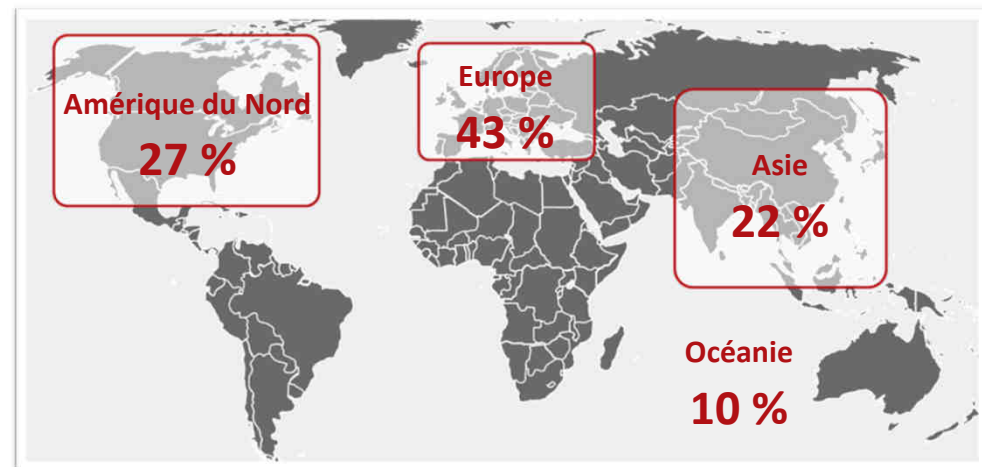 Amérique du Nord
27 %
Europe
43 %
Asie
22 %
Océanie
10 %